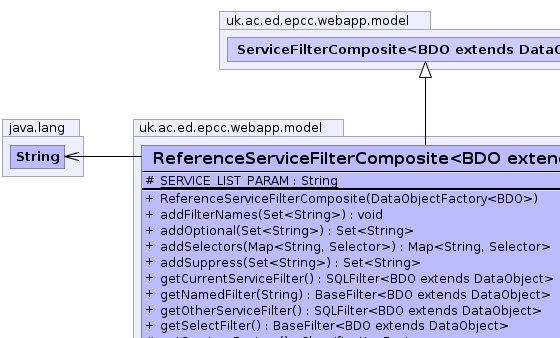 uk.ac.ed.epcc.webapp.model
ServiceFilterComposite<BDO extends
java.lang
String
uk.ac.ed.epcc.webapp.model
ReferenceServiceFilterComposite<BDO
# SERVICE_LIST_PARAM : String
+ ReferenceServiceFilterComposite(DataObjectFactory<BDO>)
+ addFilterNames(Set<String>) : void
+ addOptional(Set<String>) : Set<String>
+ addSelectors(Map<String, Selector>) : Map<String, Selector>
+ addSuppress(Set<String>) : Set<String>
+ getCurrentServiceFilter() : SQLFilter<BDO extends DataObject>
+ getNamedFilter(String) : BaseFilter<BDO extends DataObject>
+ getOtherServiceFilter() : SQLFilter<BDO extends DataObject>
+ getSelectFilter() : BaseFilter<BDO extends DataObject>